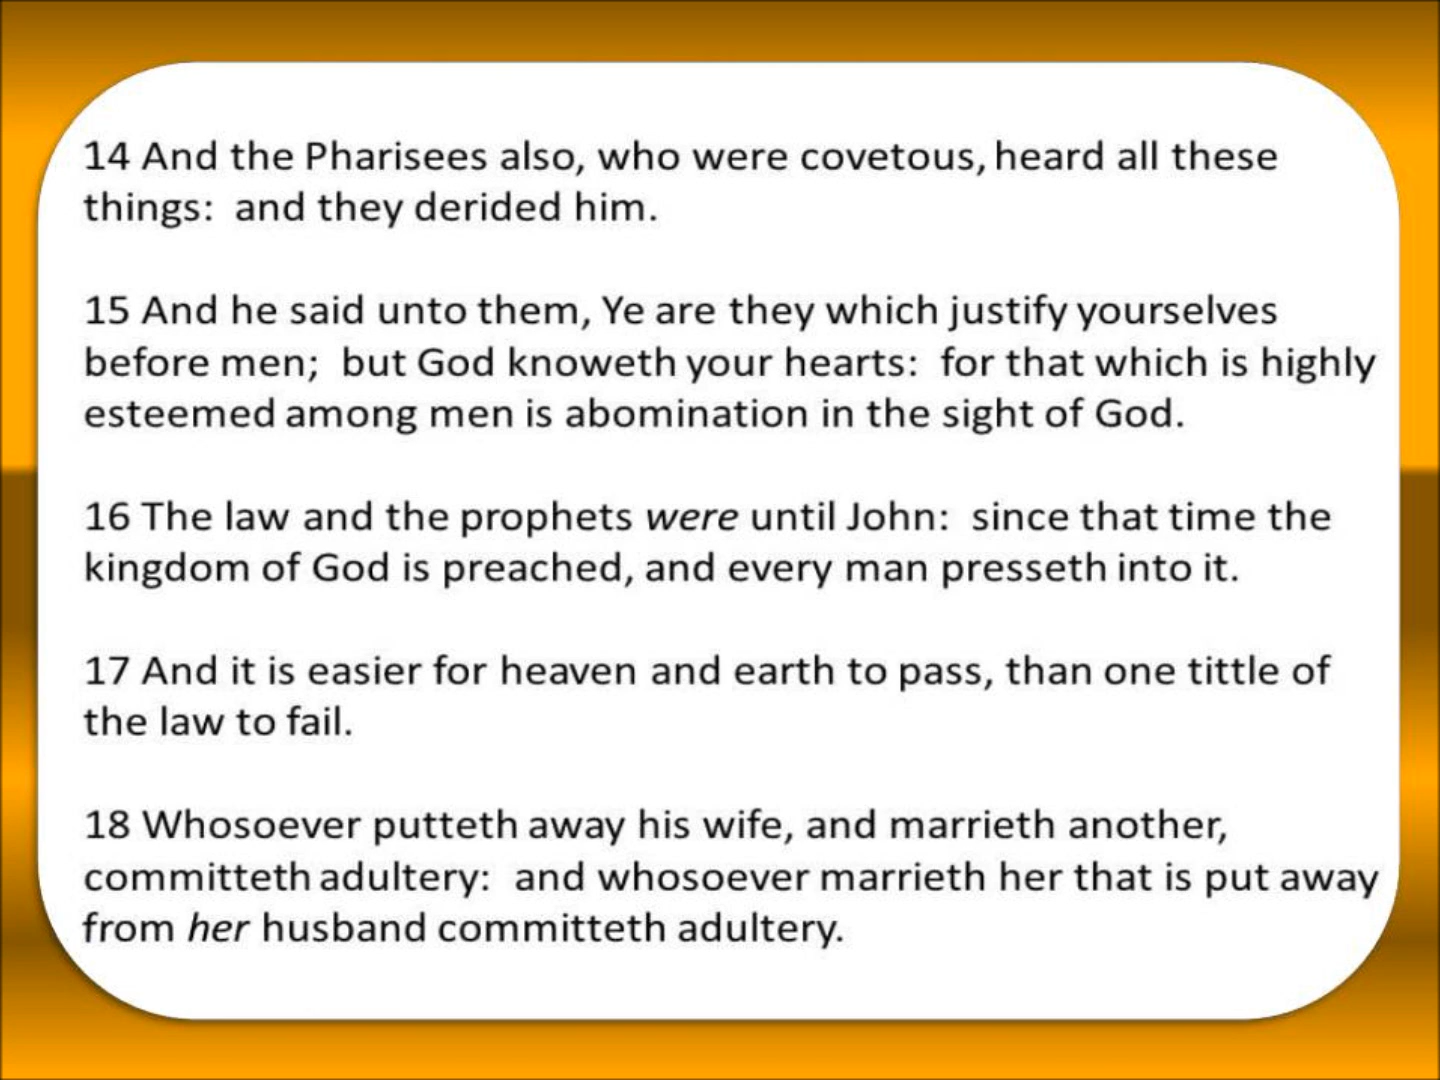 14 And the Pharisees also, who were covetous, heard all these
things:  and they derided him.
15 And he said unto them, Ye are they which justify yourselves
before men;  but God knoweth your hearts:  for that which is highly
esteemed among men is abomination in the sight of God.
16 The law and the prophets were until John:  since that time the
kingdom of God is preached, and every man presseth into it.
17 And it is easier for heaven and earth to pass, than one tittle of
the law to fail.
18 Whosoever putteth away his wife, and marrieth another,
committeth adultery:  and whosoever marrieth her that is put away
from her husband committeth adultery.